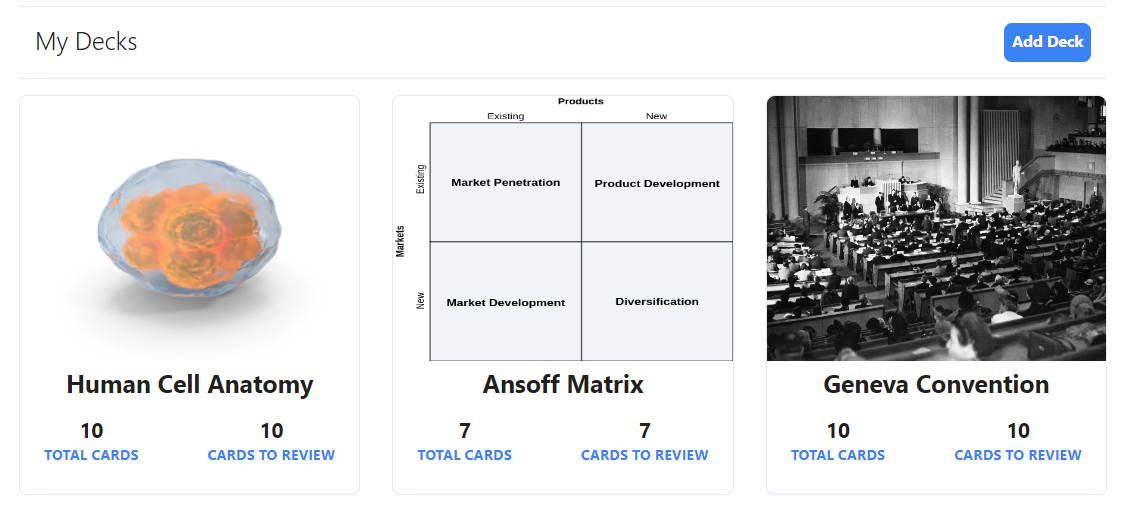 My Decks
Add Deck
Products
Existing New
Markets
Existing
Market Penetration
Product Development
New
Market Development
Diversification
Human Cell Anatomy
10 10
TOTAL CARDS CARDS TO REVIEW
Ansoff Matrix
7 7
TOTAL CARDS CARDS TO REVIEW
Geneva Convention
10 10
TOTAL CARDS CARDS TO REVIEW